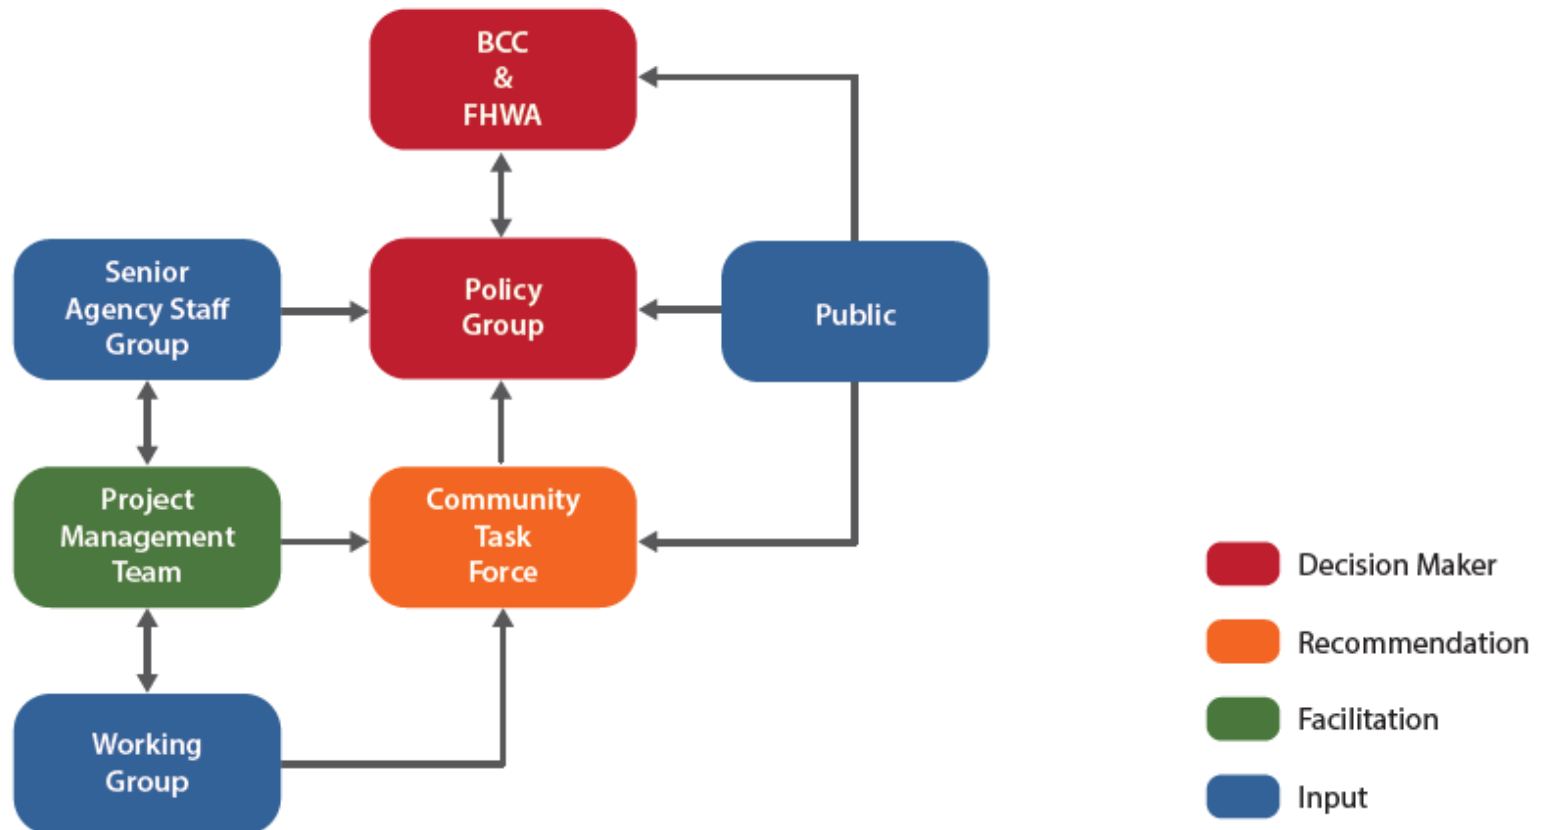 BCC
&
FHWA
Senior
Agency Staff
Group
Policy
Group
Public
Project
Management
Team
Community
Task
Force
Working
Group
Decision Maker
Recommendation
Facilitation
Input